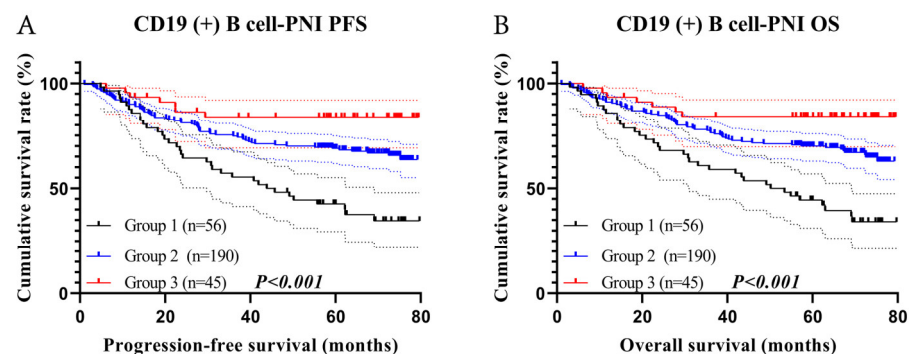 A
CD19 (+) B cell-PNI PFS
Cumulative survival rate (%)
100
50
0
Group 1 (n=56)
Group 2 (n=190)
Group 3 (n=45)
P<0.001
0 20 40 60 80
Progression-free survival (months)
B
CD19 (+) B cell-PNI OS
Cumulative survival rate (%)
100
50
0
Group 1 (n=56)
Group 2 (n=190)
Group 3 (n=45)
P<0.001
0 20 40 60 80
Overall survival (months)